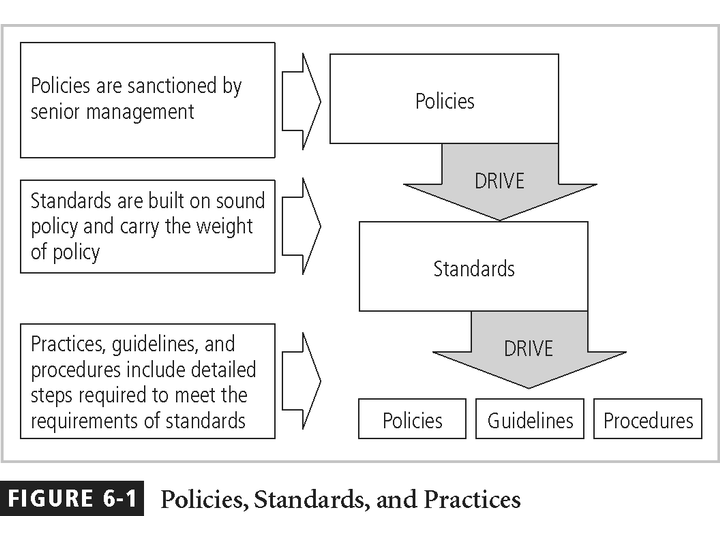 Policies are sanctioned by
senior management
Policies
DRIVE
Standards are built on sound
policy and carry the weight
of policy
Standards
DRIVE
Practices, guidelines, and
procedures include detailed
steps required to meet the
requirements of standards
Policies
Guidelines
Procedures
FIGURE 6-1 Policies, Standards, and Practices